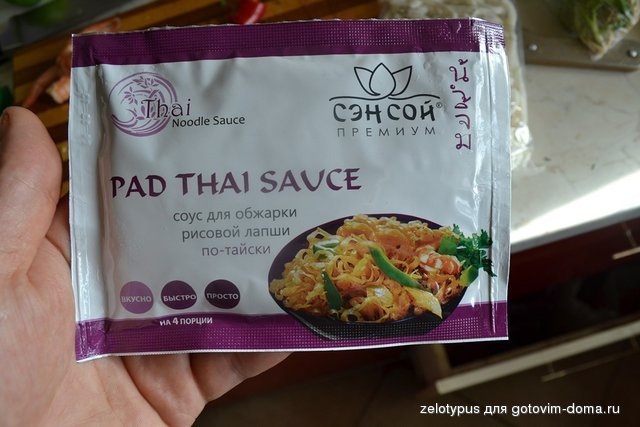 Thai
Noodle Sauce
СЭН СОЙ®
ПРЕМИУМ
PAD THAI SAUCE
соус для обжарки
рисовой лапши
по-тайски
ВКУСНО
БЫСТРО
ПРОСТО
НА 4 ПОРЦИИ
zelotypus для gotovim-doma.ru